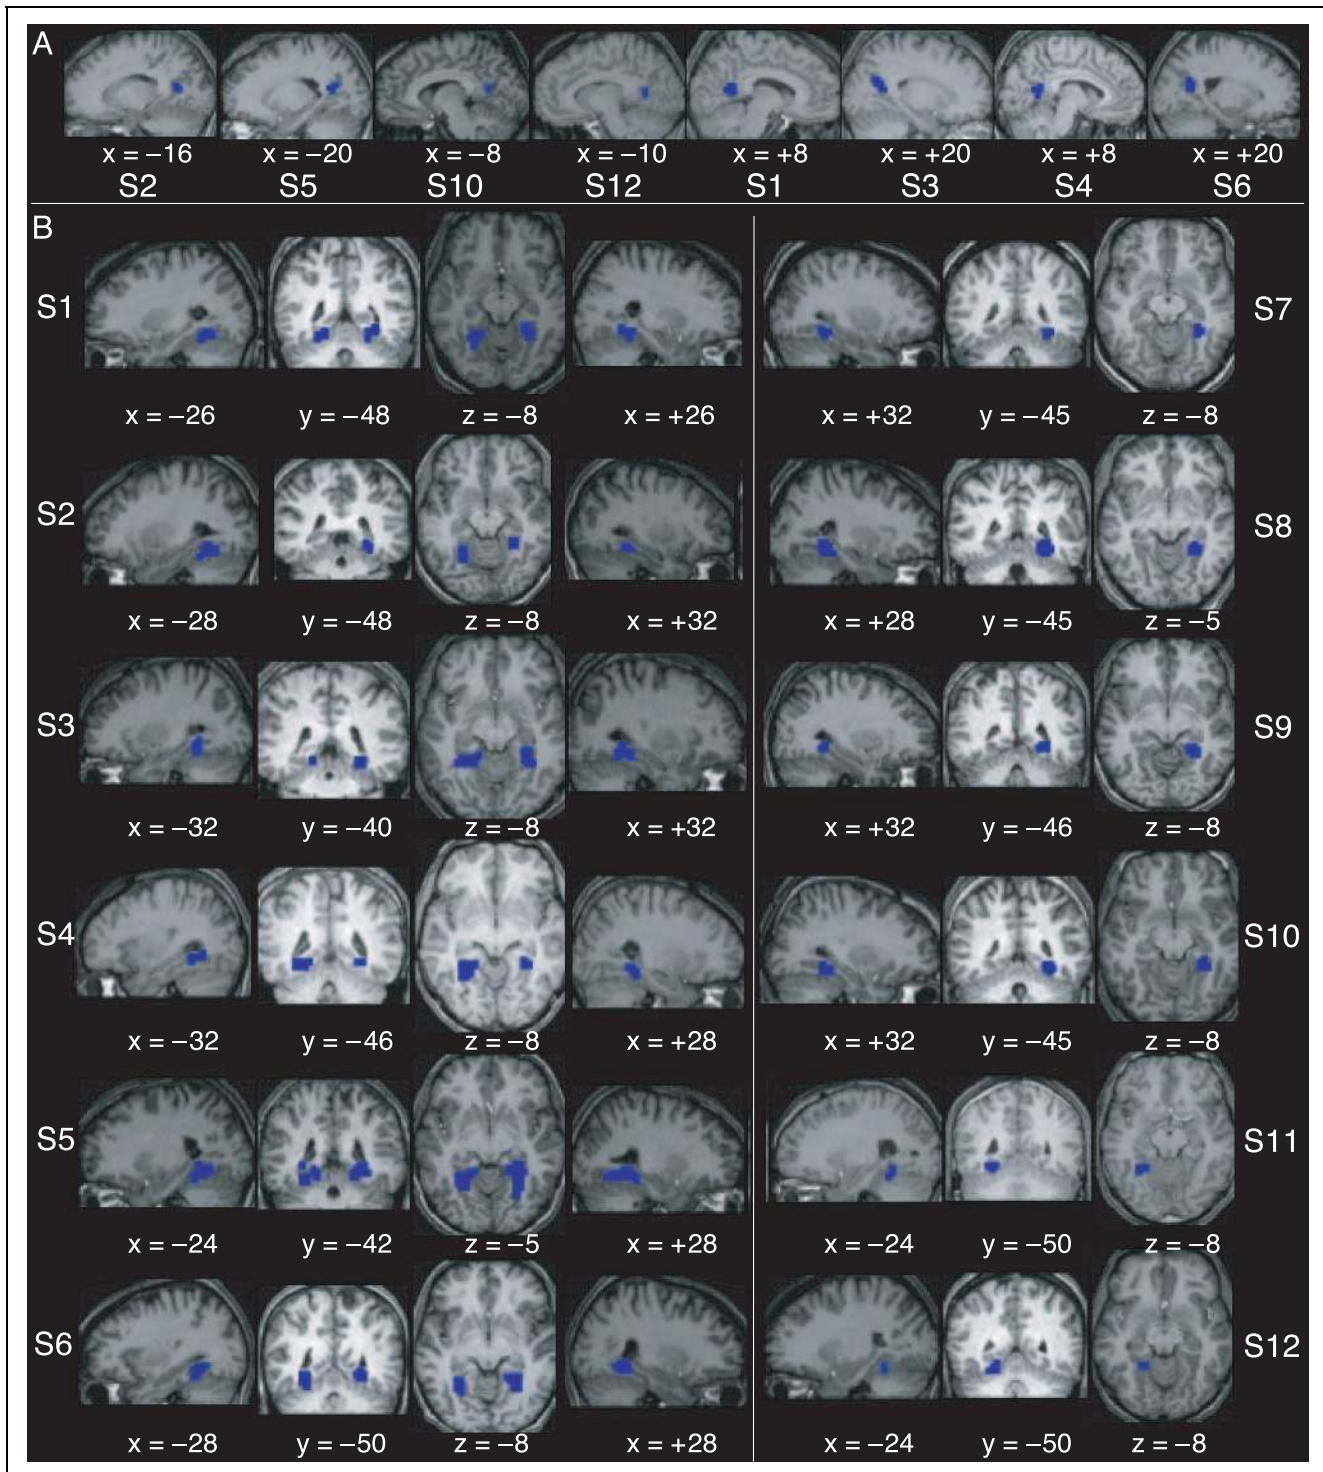 A
x = −16 x = −20 x = −8 x = −10 x = +8 x = +20 x = +8 x = +20
S2 S5 S10 S12 S1 S3 S4 S6
B
S1 S7
x = −26 y = −48 z = −8 x = +26 x = +32 y = −45 z = −8
S2 S8
x = −28 y = −48 z = −8 x = +32 x = +28 y = −45 z = −5
S3 S9
x = −32 y = −40 z = −8 x = +32 x = +32 y = −46 z = −8
S4 S10
x = −32 y = −46 z = −8 x = +28 x = +32 y = −45 z = −8
S5 S11
x = −24 y = −42 z = −5 x = +28 x = −24 y = −50 z = −8
S6 S12
x = −28 y = −50 z = −8 x = +28 x = −24 y = −50 z = −8